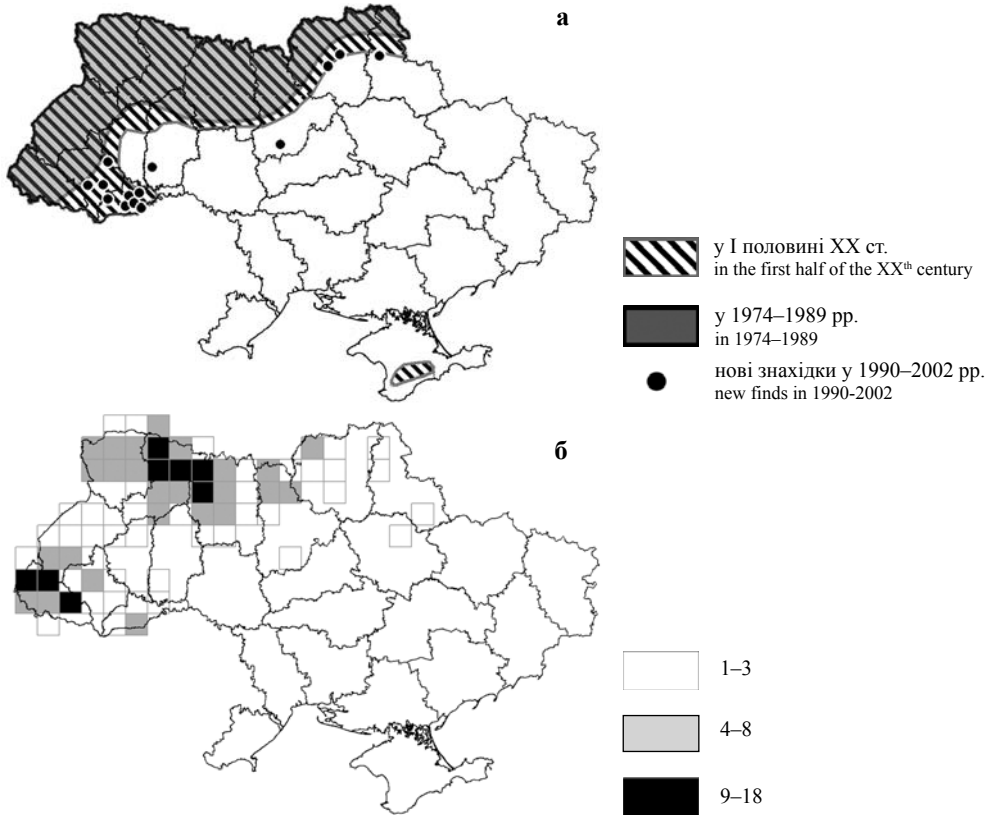 а
у І половині ХХ ст.
in the first half of the XXth century
у 1974–1989 рр.
in 1974–1989
нові знахідки у 1990–2002 рр.
new finds in 1990-2002
б
1–3
4–8
9–18